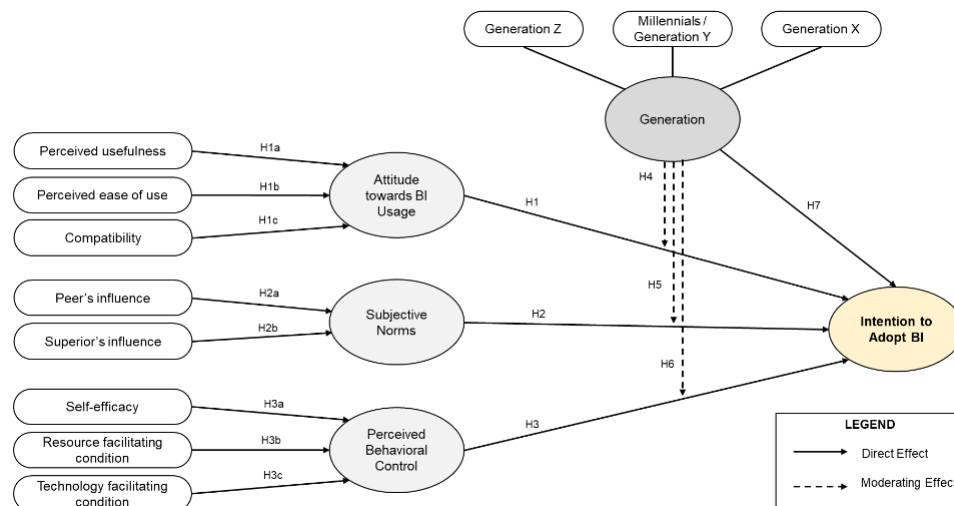 Generation Z
Millennials /
Generation Y
Generation X
Generation
Perceived usefulness
Perceived ease of use
Compatibility
H1a
H1b
H1c
Attitude
towards BI
Usage
H1
H4
H7
Peer's influence
Superior's influence
H2a
H2b
Subjective
Norms
H2
H5
Intention to
Adopt BI
Self-efficacy
Resource facilitating
condition
Technology facilitating
condition
H3a
H3b
H3c
Perceived
Behavioral
Control
H3
H6
LEGEND
Direct Effect
Moderating Effect